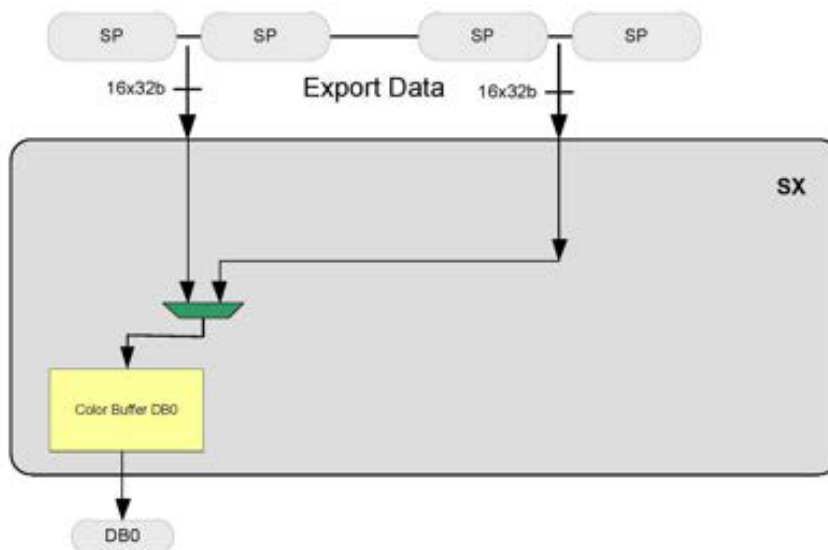 SP SP SP SP
16x32b Export Data 16x32b
SX
Color Buffer DB0
DB0